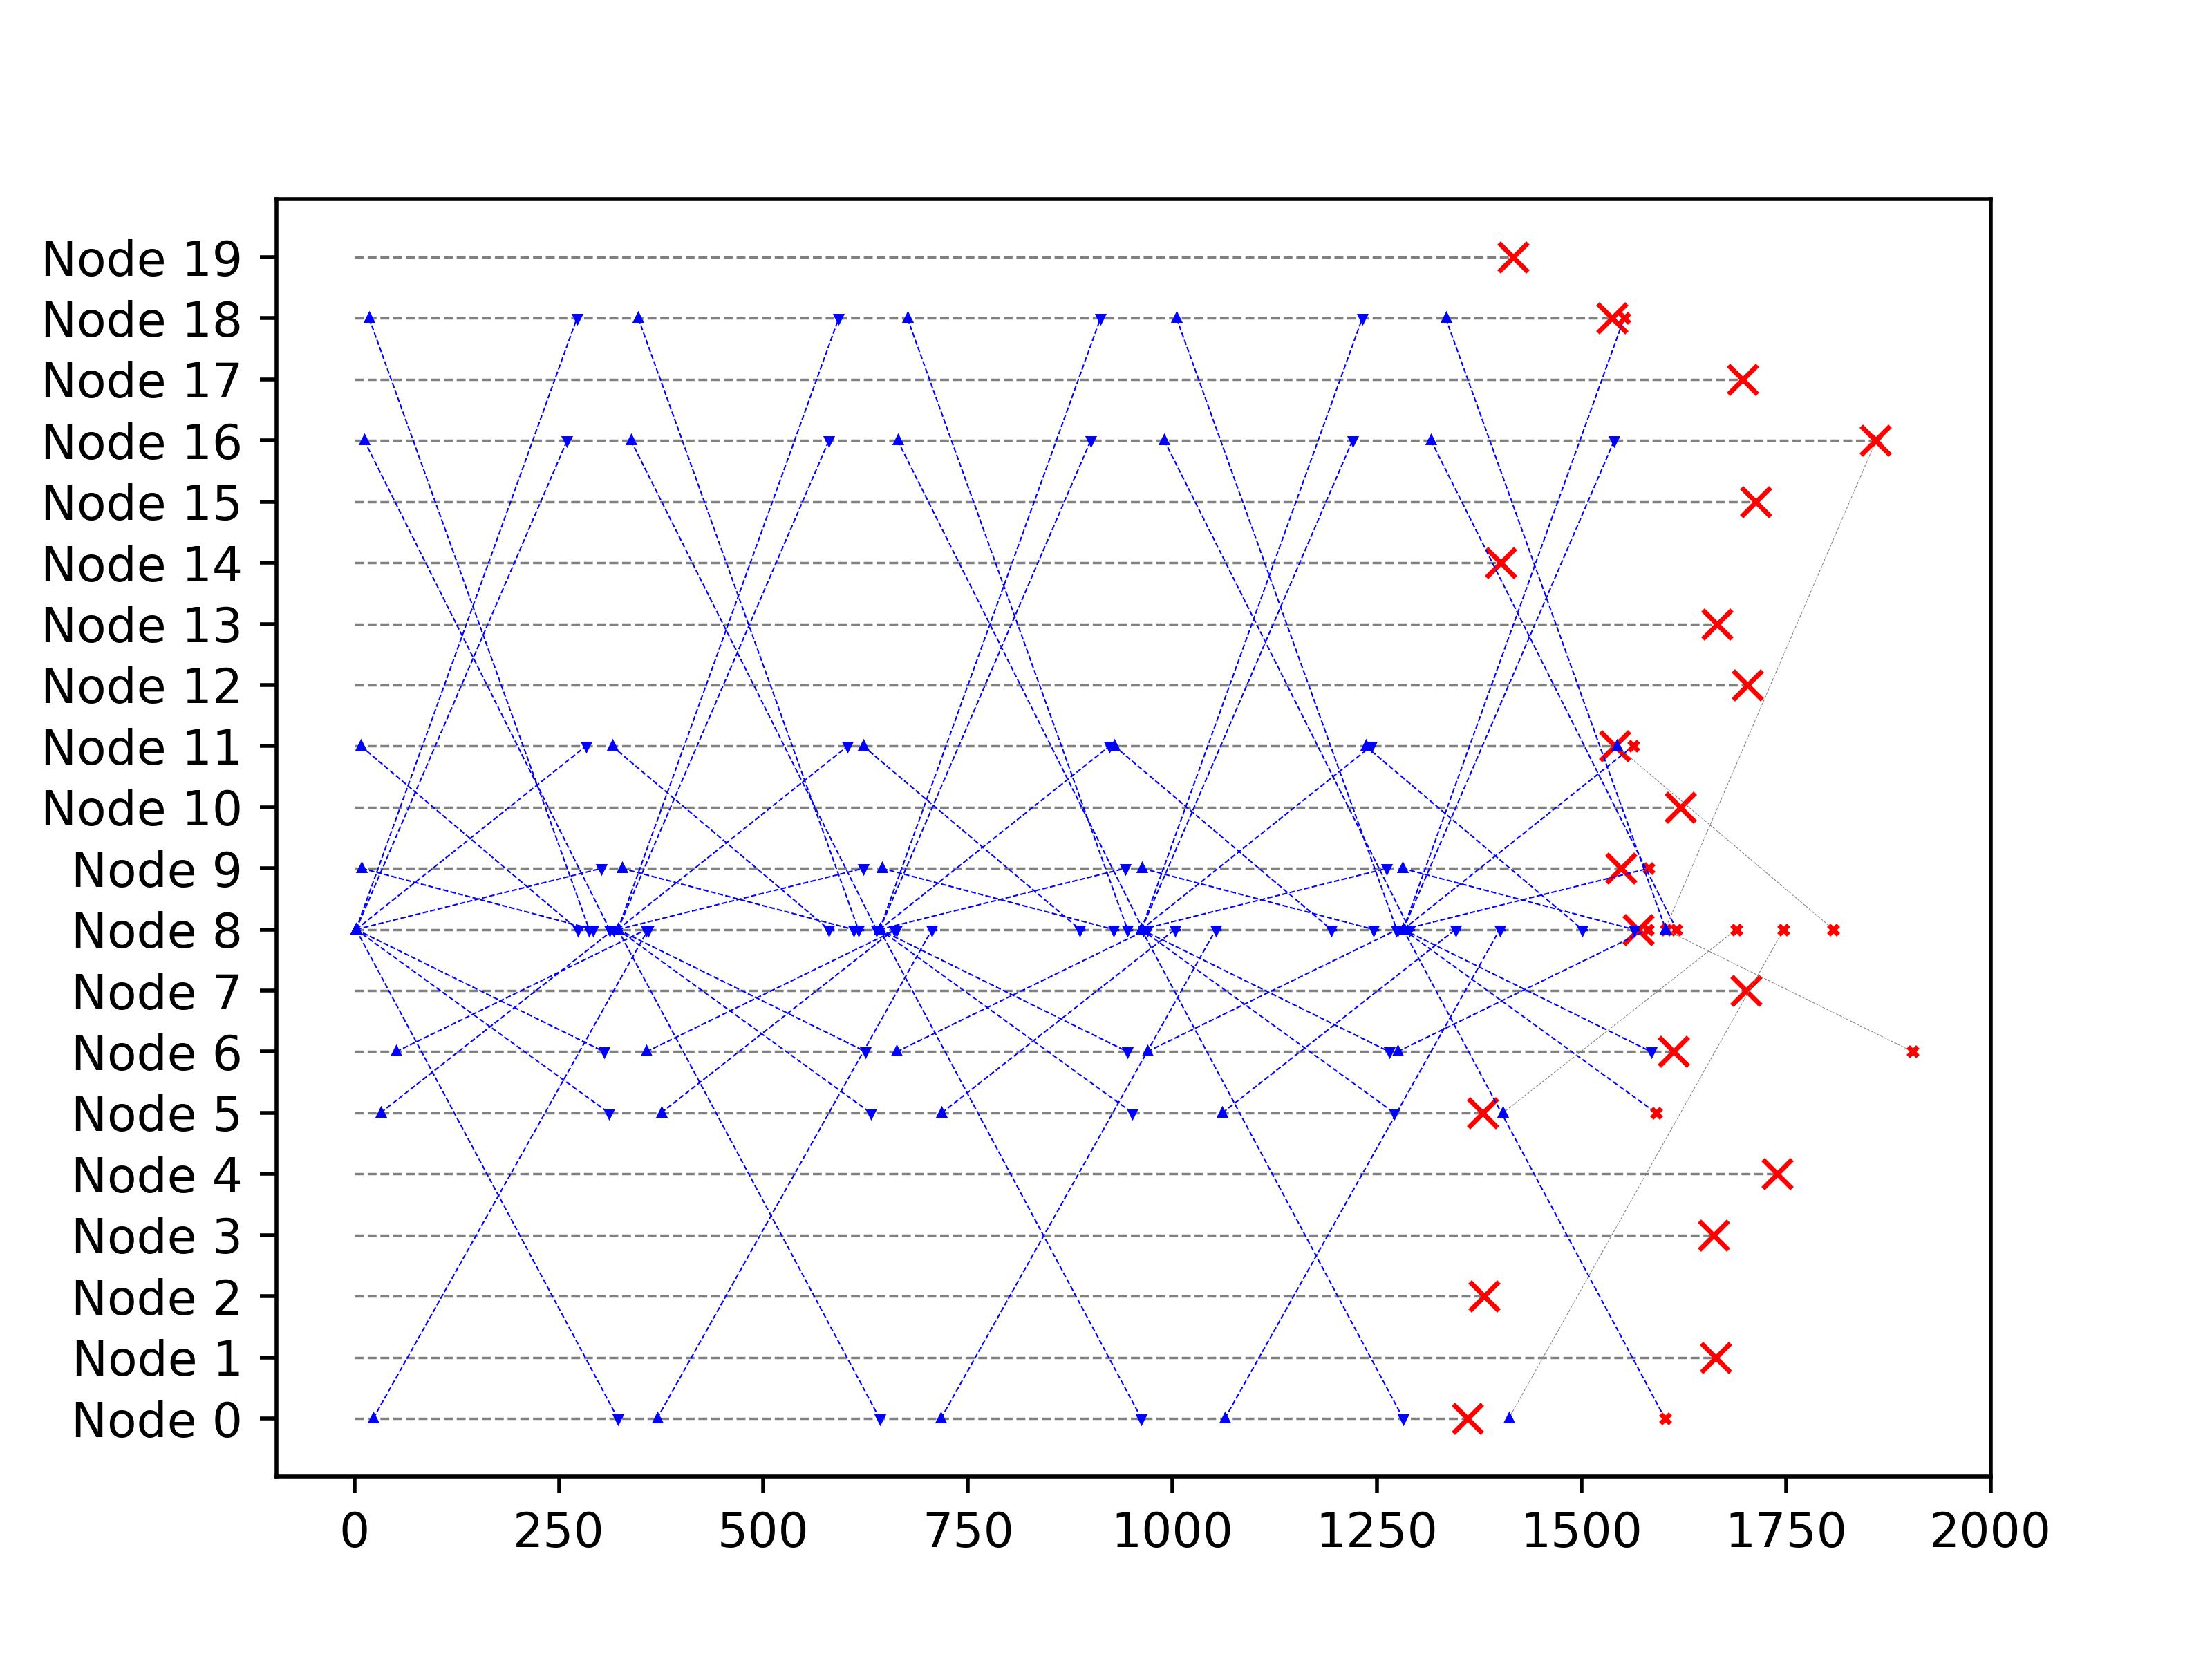 Node 19
Node 18
Node 17
Node 16
Node 15
Node 14
Node 13
Node 12
Node 11
Node 10
Node 9
Node 8
Node 7
Node 6
Node 5
Node 4
Node 3
Node 2
Node 1
Node 0
0 250 500 750 1000 1250 1500 1750 2000